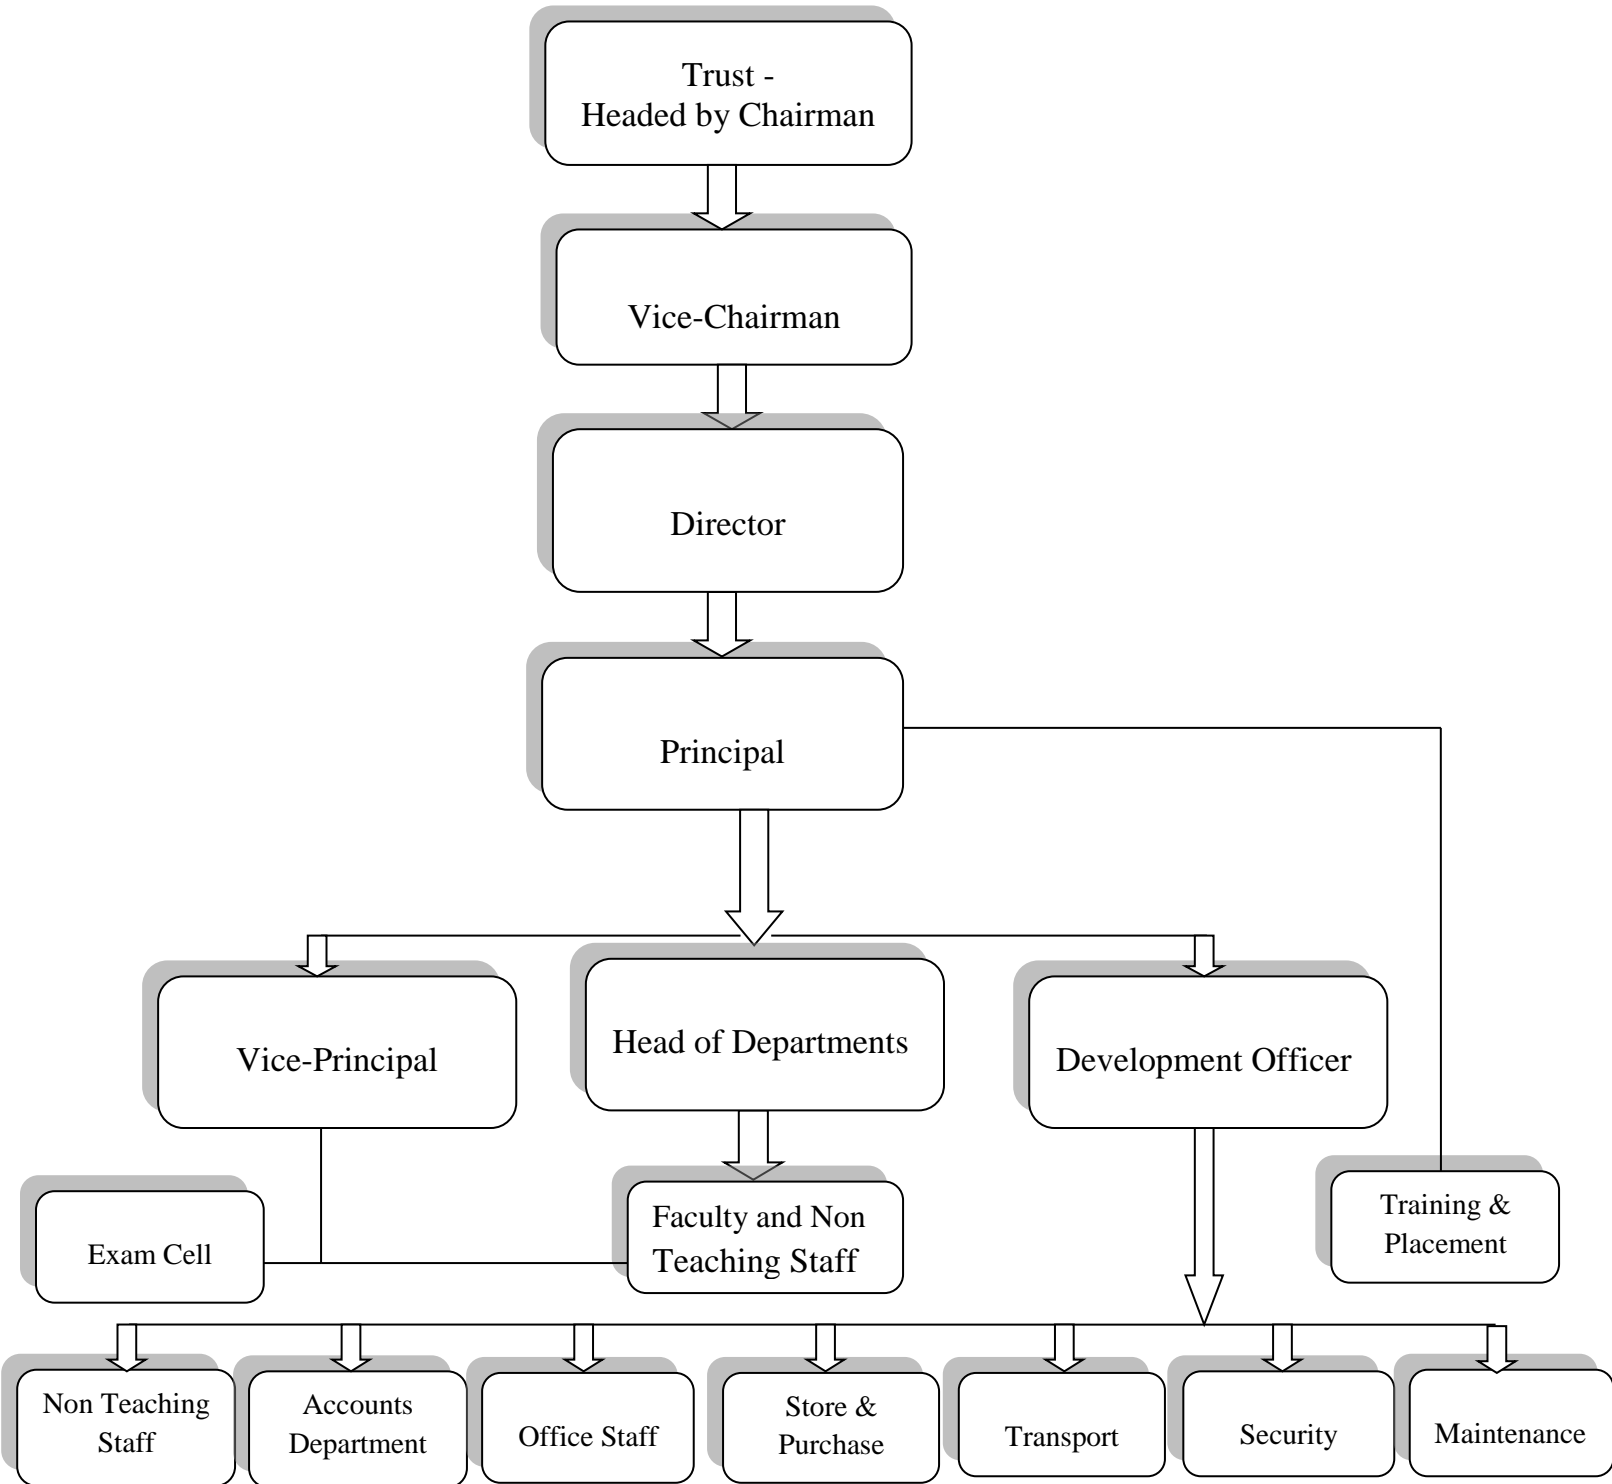 Trust -
Headed by Chairman
Vice-Chairman
Director
Principal
Vice-Principal
Head of Departments
Development Officer
Exam Cell
Faculty and Non
Teaching Staff
Training &
Placement
Non Teaching
Staff
Accounts
Department
Office Staff
Store &
Purchase
Transport
Security
Maintenance